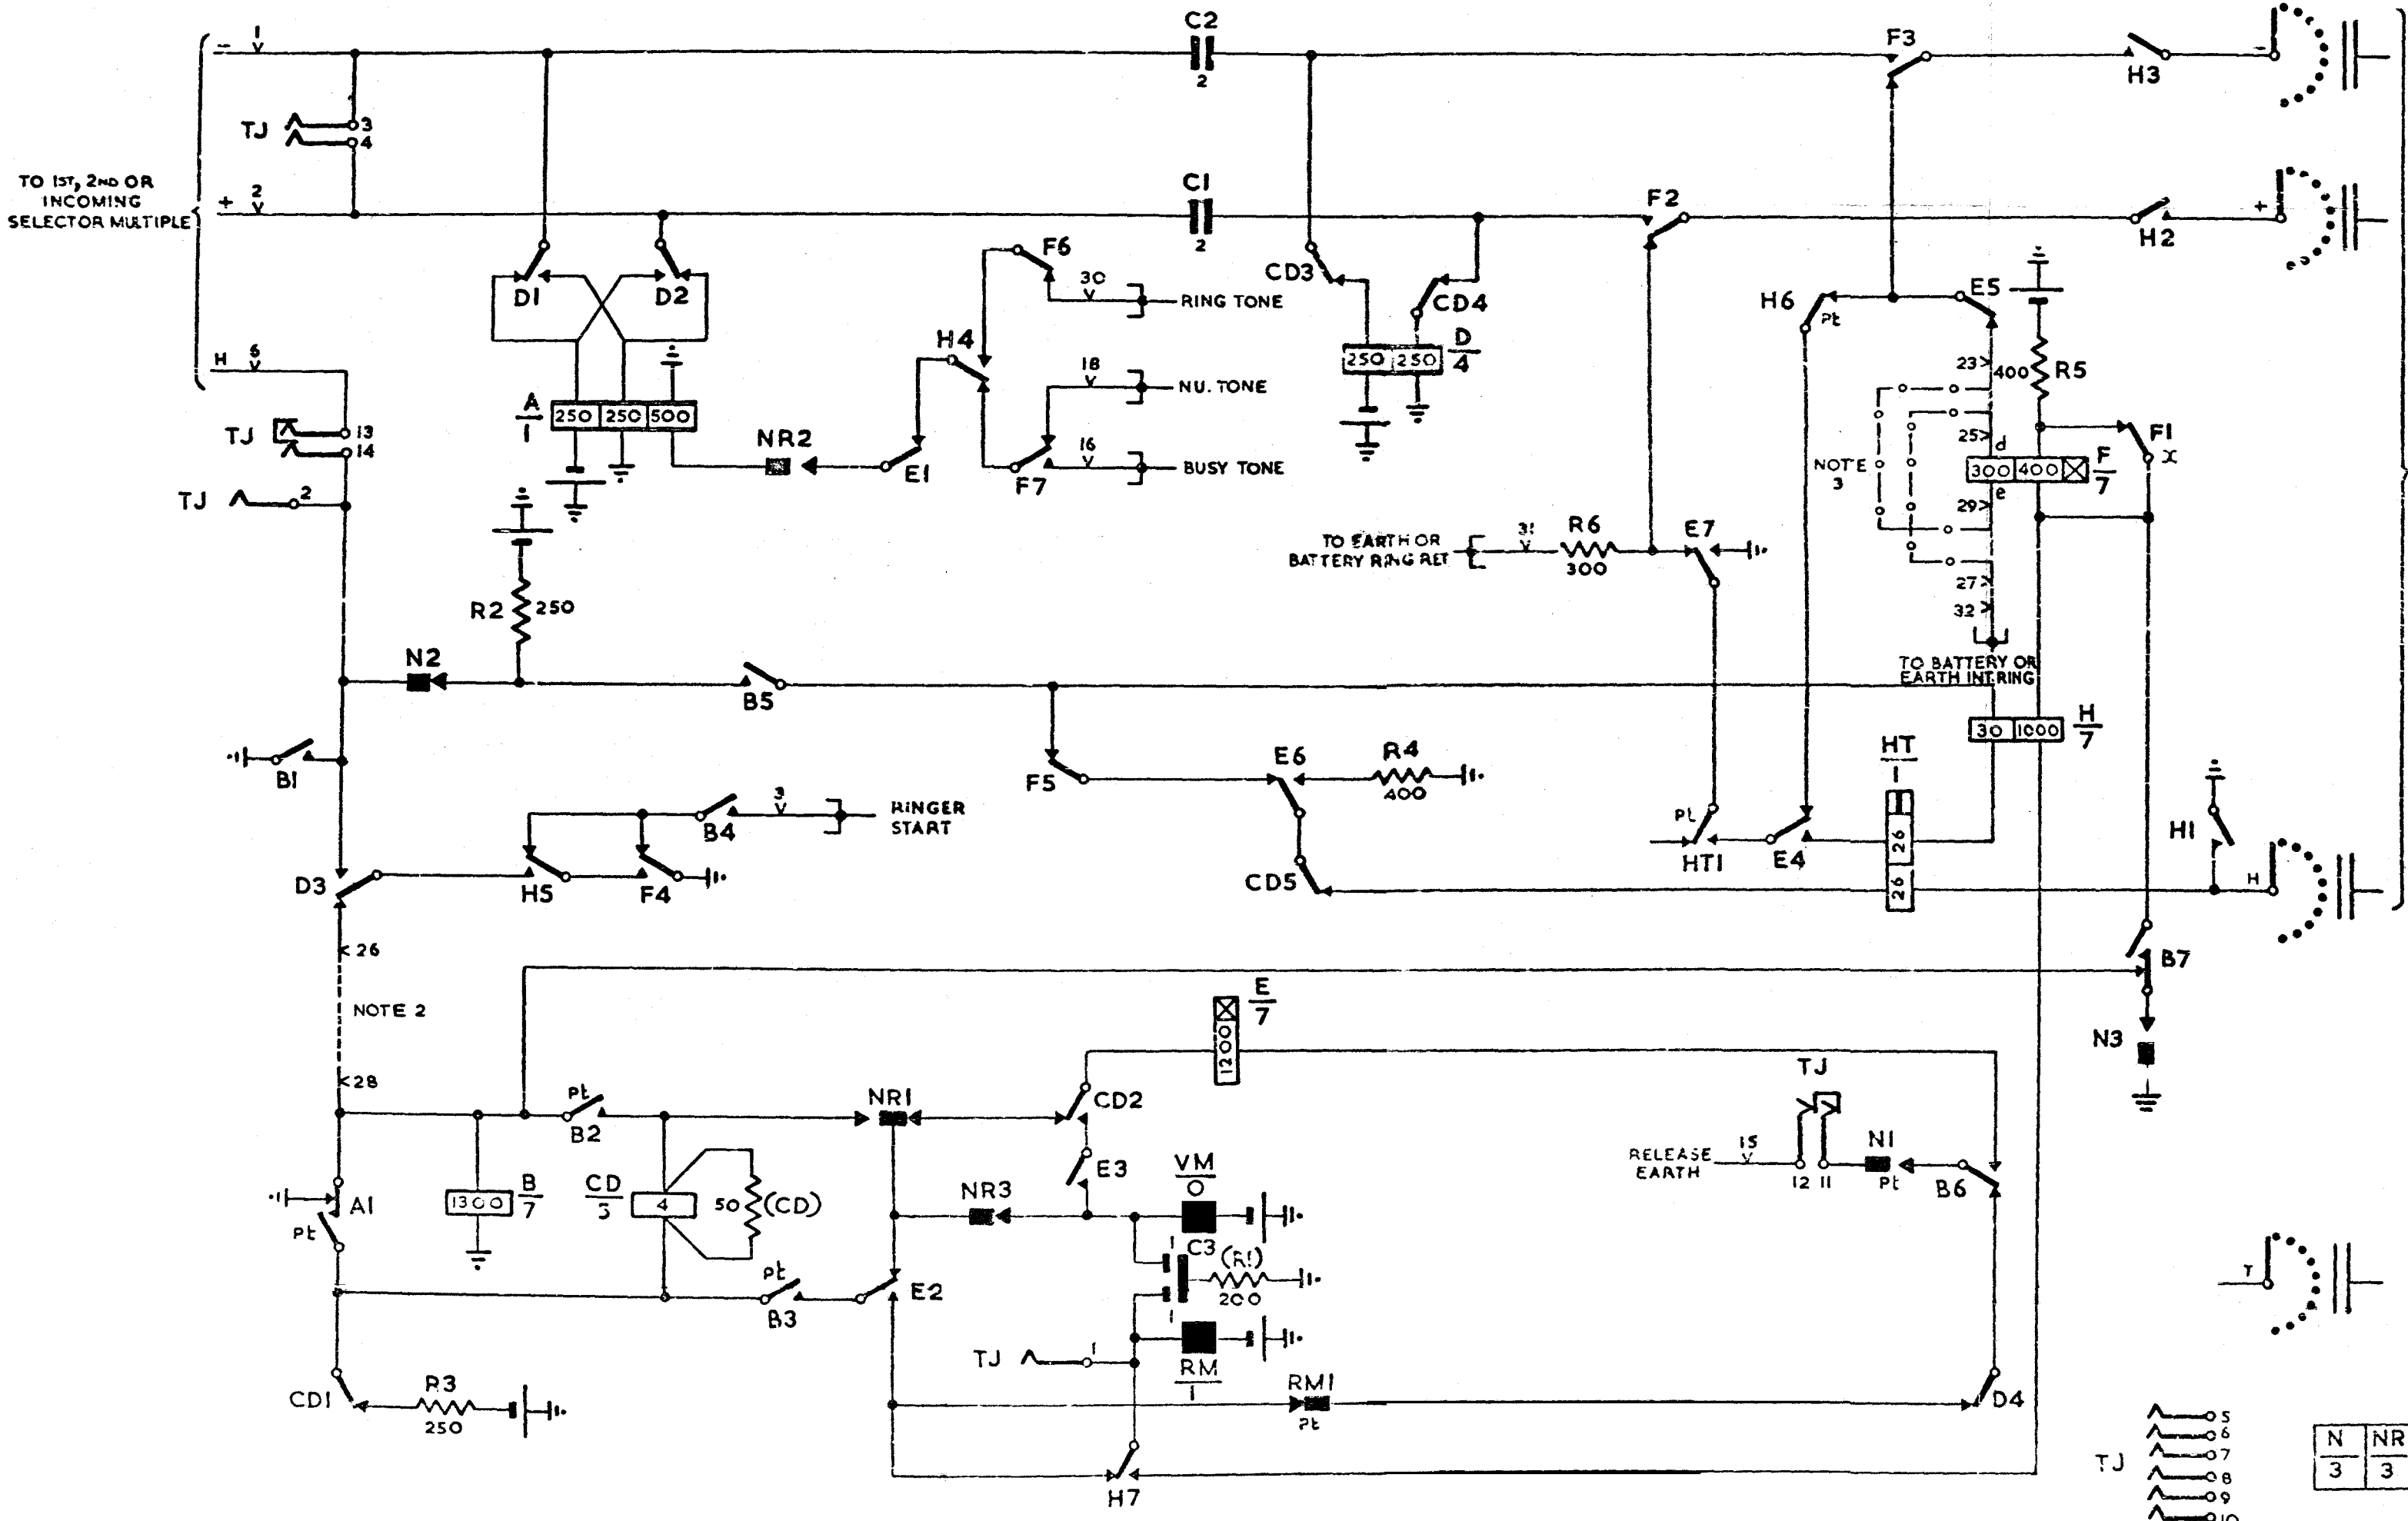 C2
2
F3
H3
-
-
1
TJ
3
4
TO 1ST, 2ND OR
INCOMING
SELECTOR MULTIPLE
+
2
C1
2
F2
H2
+
D1
D2
F6
30
RING TONE
CD3
CD4
H6
Pt
E5
H
6
H4
18
NU. TONE
D
4
250
250
23
400
R5
TJ
13
14
A
1
250
250
500
NR2
E1
F7
16
BUSY TONE
25
d
F1
x
NOTE
3
300
400
F
7
e
TJ
2
29
TO EARTH OR
BATTERY RING RET
31
R6
300
E7
27
32
R2
250
N2
B5
TO BATTERY OR
EARTH INT. RING
30
1000
H
7
B1
F5
E6
R4
400
HT
1
B4
3
RINGER
START
Pt
HT1
E4
26
26
H1
D3
H5
F4
CD5
H
26
B7
NOTE 2
E
7
1200
N3
28
Pt
B2
NR1
CD2
TJ
RELEASE
EARTH
15
12
11
N1
Pt
B6
A1
Pt
1300
B
7
CD
5
4
50
(CD)
E3
NR3
VM
0
1
C3
(R1)
200
1
Pt
B3
E2
T
TJ
1
RM
1
RM1
Pt
D4
CD1
R3
250
H7
TJ
5
6
7
8
9
10
N
3
NR
3